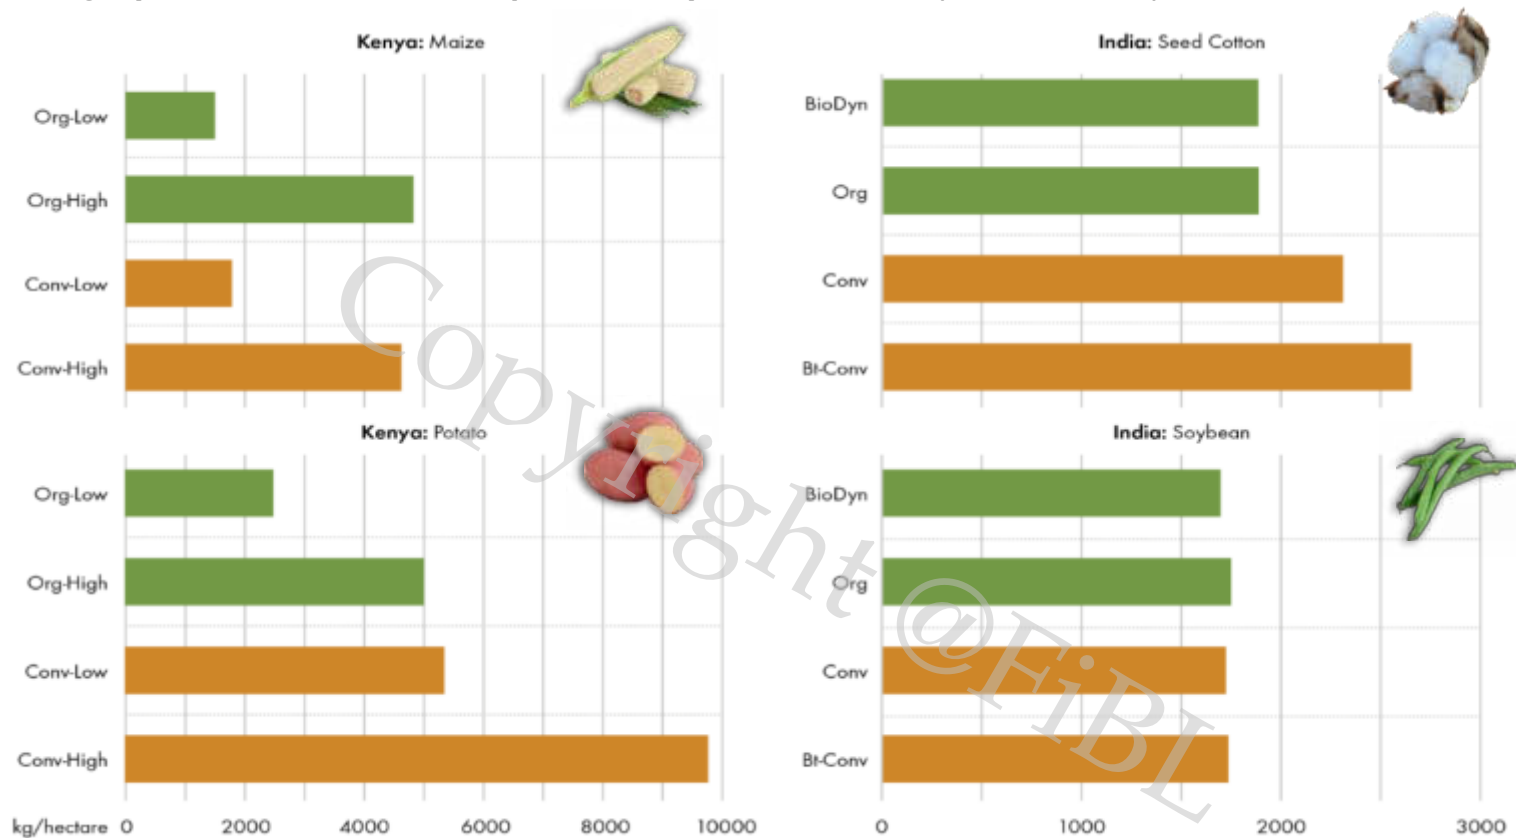 Kenya: Maize
Org-Low
Org-High
Conv-Low
Conv-High
India: Seed Cotton
BioDyn
Org
Conv
Bt-Conv
Kenya: Potato
Org-Low
Org-High
Conv-Low
Conv-High
kg/hectare 0 2000 4000 6000 8000 10000
India: Soybean
BioDyn
Org
Conv
Bt-Conv
0 1000 2000 3000
Copyright @FiBL